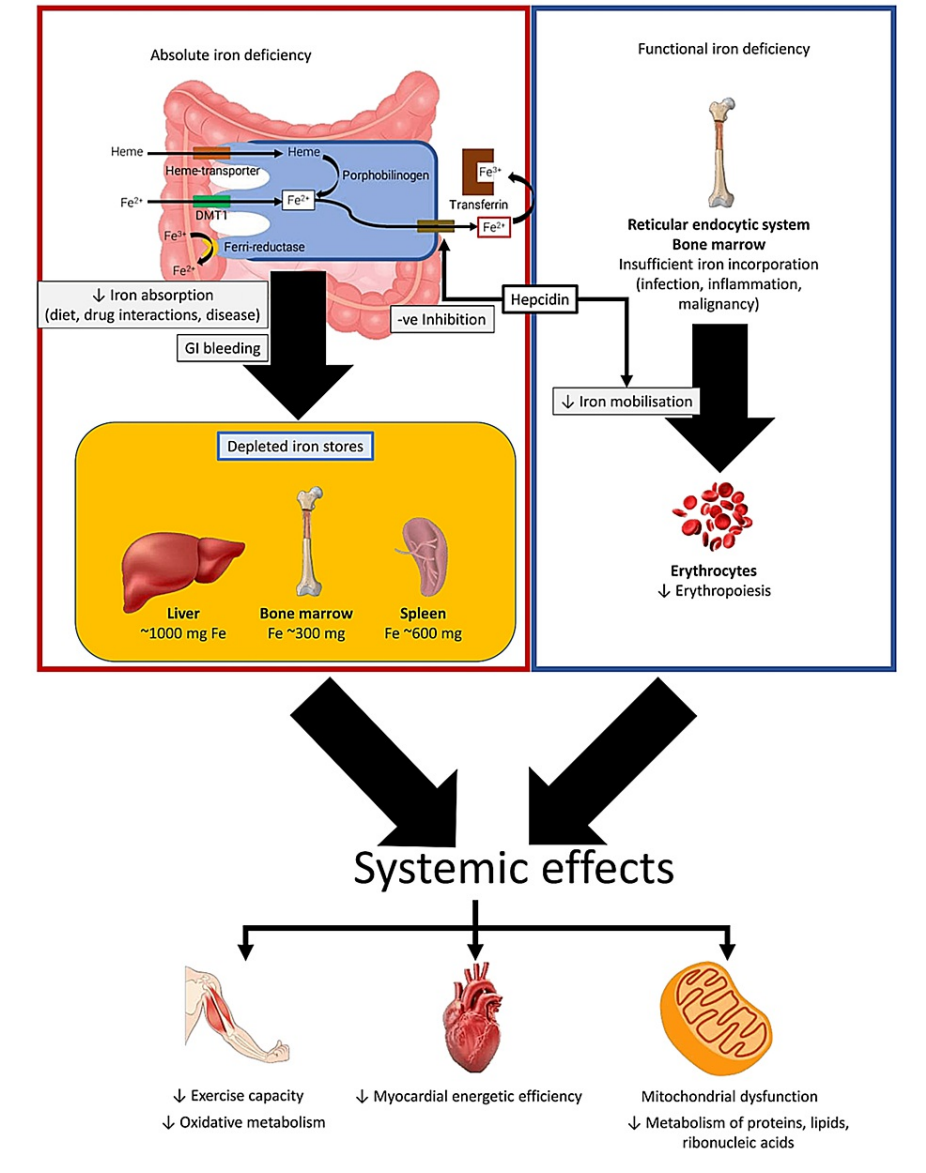 Absolute iron deficiency
Heme
Heme
Heme-transporter
Porphobilinogen
Fe²⁺
DMT1
Fe²⁺
Fe³⁺
Ferri-reductase
Fe²⁺
Fe³⁺
Transferrin
Fe²⁺
↓ Iron absorption
(diet, drug interactions, disease)
GI bleeding
-ve Inhibition
Hepcidin
Depleted iron stores
Liver
~1000 mg Fe
Bone marrow
Fe ~300 mg
Spleen
Fe ~600 mg
Functional iron deficiency
Reticular endocytic system
Bone marrow
Insufficient iron incorporation
(infection, inflammation,
malignancy)
↓ Iron mobilisation
Erythrocytes
↓ Erythropoiesis
Systemic effects
↓ Exercise capacity
↓ Oxidative metabolism
↓ Myocardial energetic efficiency
Mitochondrial dysfunction
↓ Metabolism of proteins, lipids,
ribonucleic acids